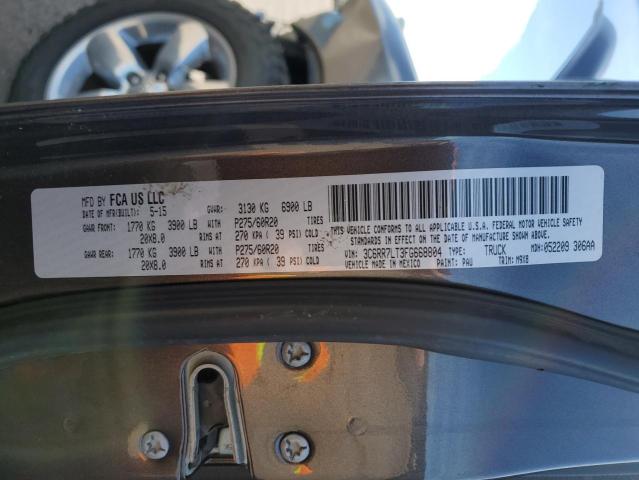 MFD BY FCA US LLC
DATE OF MFR(BUILT): 5-15 GVWR: 3130 KG 6900 LB
GAWR FRONT: 1770 KG 3900 LB P275/60R20 TIRES
20X8.0 RIMS AT 270 KPA ( 39 PSI) COLD
GAWR REAR: 1770 KG 3900 LB P275/60R20 TIRES
20X8.0 RIMS AT 270 KPA ( 39 PSI) COLD
THIS VEHICLE CONFORMS TO ALL APPLICABLE U.S.A. FEDERAL MOTOR VEHICLE SAFETY
STANDARDS IN EFFECT ON THE DATE OF MANUFACTURE SHOWN ABOVE.
VIN: 3C6RR7LT3FG668804 TYPE: TRUCK MDH:052209 306AA
VEHICLE MADE IN MEXICO PAINT: PAU TRIM: M9X8